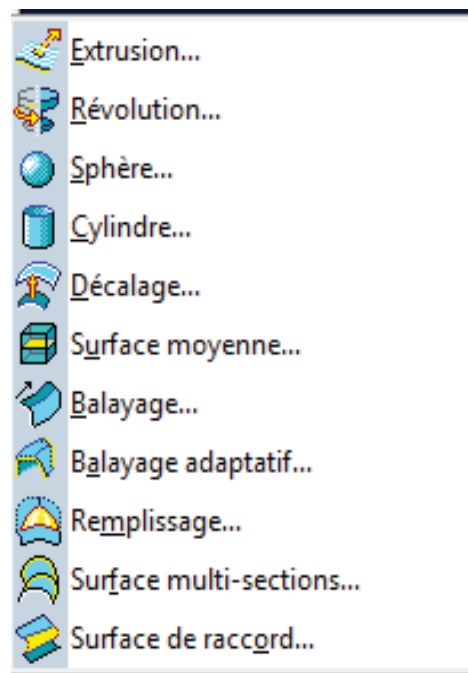 Extrusion...
Révolution...
Sphère...
Cylindre...
Décalage...
Surface moyenne...
Balayage...
Balayage adaptatif...
Remplissage...
Surface multi-sections...
Surface de raccord...